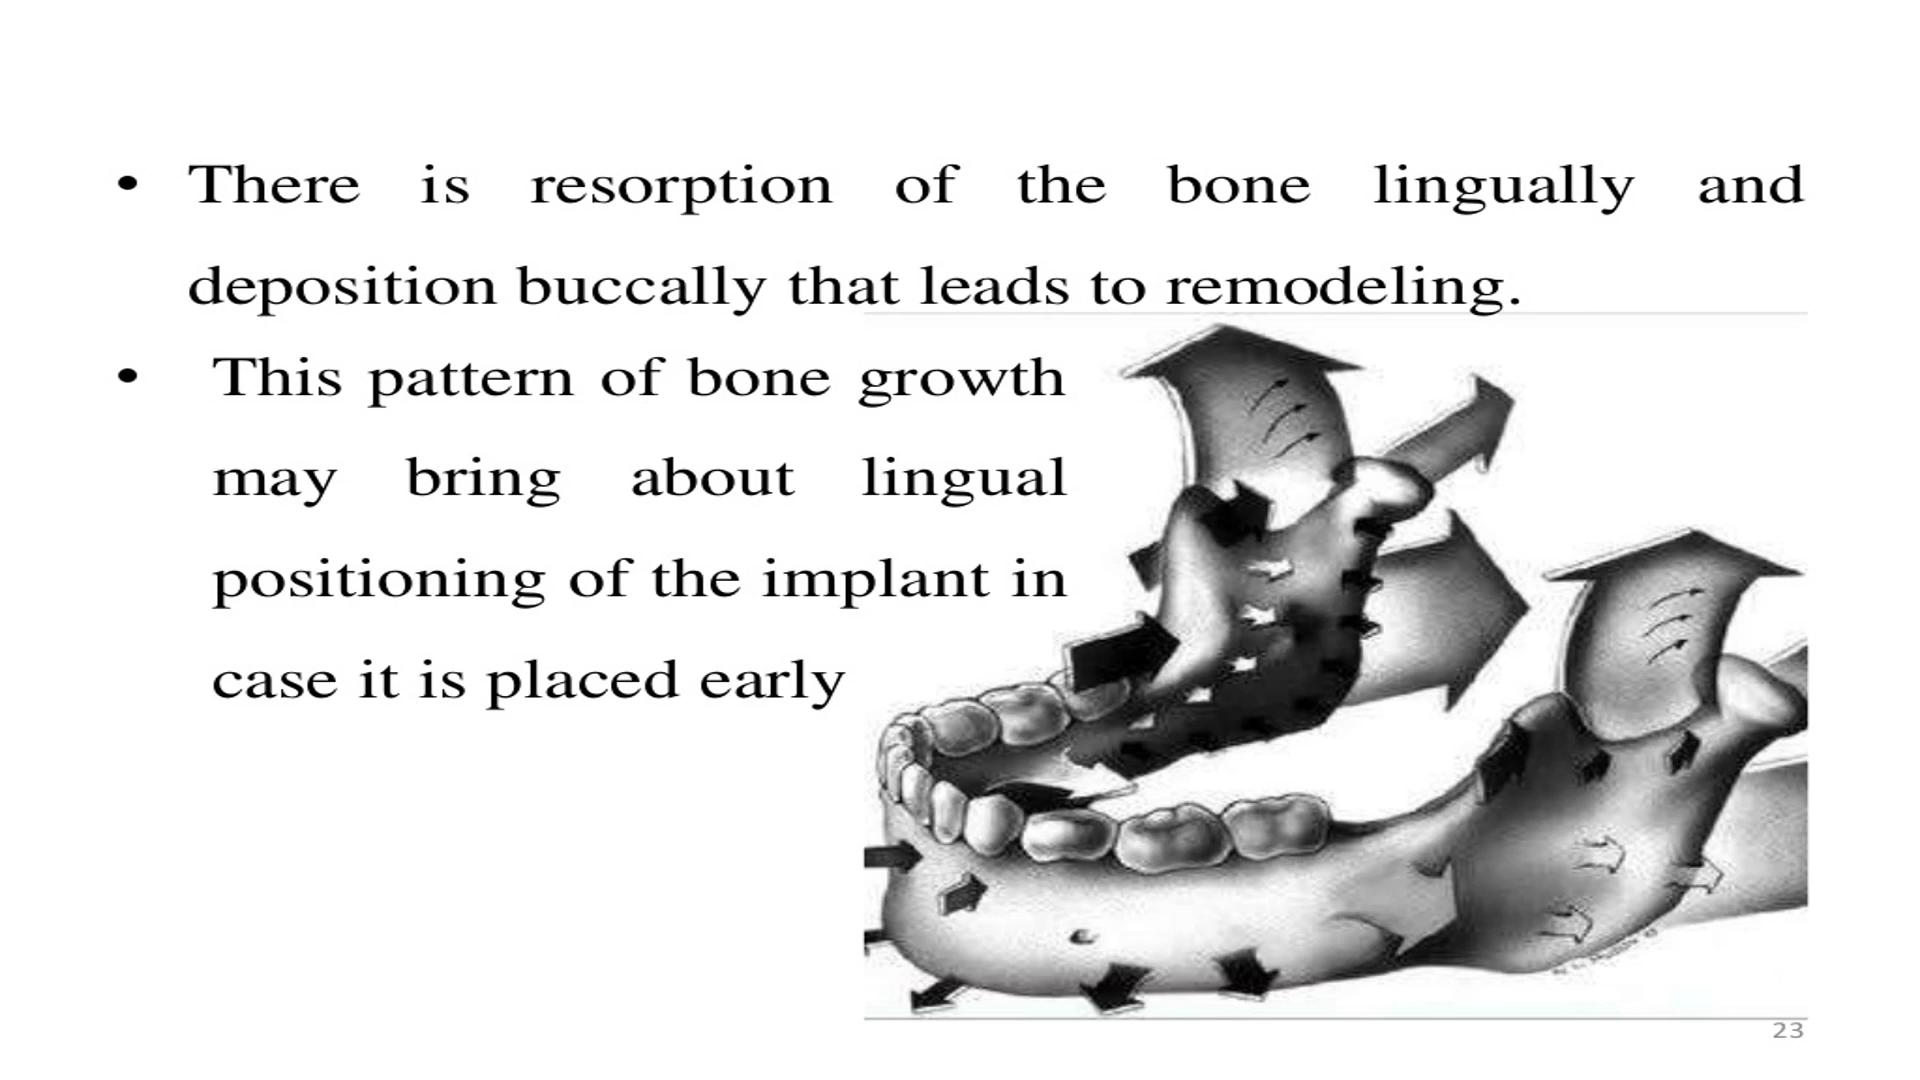 • There is resorption of the bone lingually and
deposition buccally that leads to remodeling.
• This pattern of bone growth
may bring about lingual
positioning of the implant in
case it is placed early
23